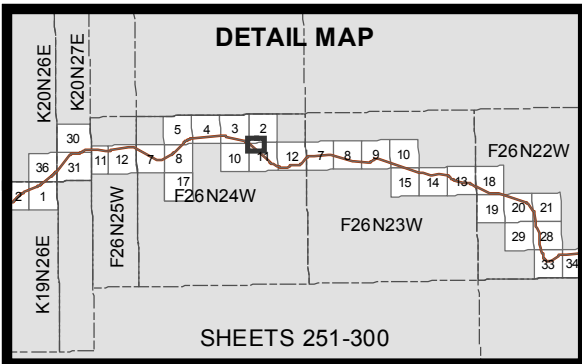 DETAIL MAP
K20N26E
K20N27E
5 4 3 2
30
F26N22W
36 31 11 12 7 8 10 11 12 7 8 9 10
17 F26N24W 15 14 13 18
2 1 19 20 21
F26N25W
F26N23W
29 28
K19N26E
33 34
SHEETS 251-300